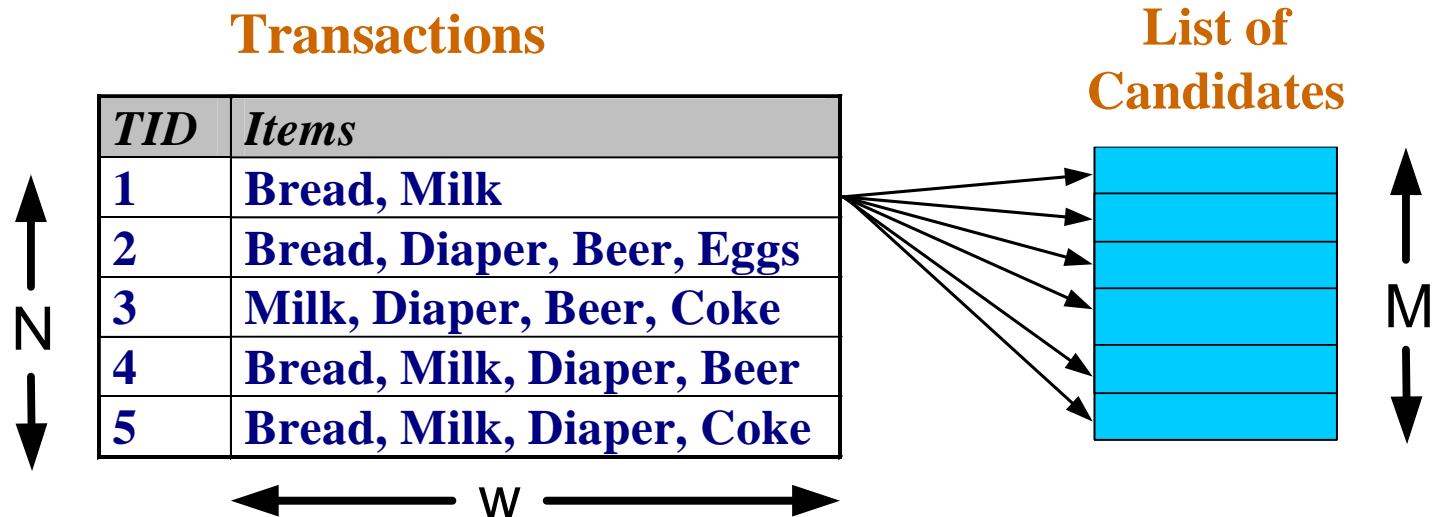 Transactions
List of
Candidates
TID Items
1 Bread, Milk
2 Bread, Diaper, Beer, Eggs
3 Milk, Diaper, Beer, Coke
4 Bread, Milk, Diaper, Beer
5 Bread, Milk, Diaper, Coke
N
M
w